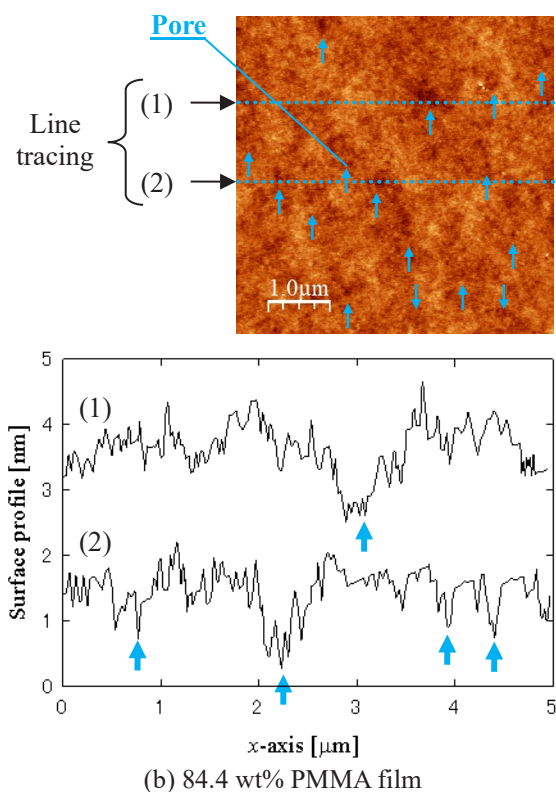 Pore
(1)
Line
tracing
(2)
1.0μm
5
4
3
2
1
0
Surface profile [nm]
(1)
(2)
0
1
2
3
4
5
x-axis [μm]
(b) 84.4 wt% PMMA film